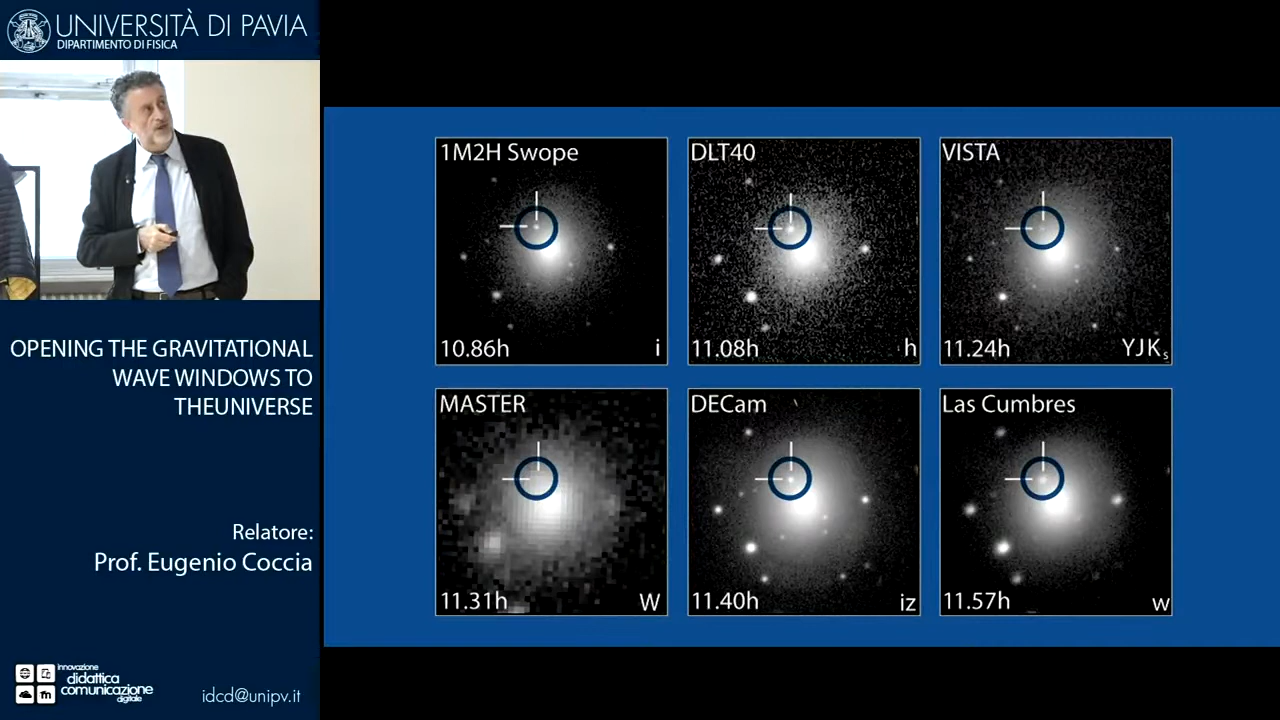 UNIVERSITÀ DI PAVIA
DIPARTIMENTO DI FISICA
OPENING THE GRAVITATIONAL
WAVE WINDOWS TO
THEUNIVERSE
Relatore:
Prof. Eugenio Coccia
innovazione
didattica
comunicazione
digitale
idcd@unipv.it
1M2H Swope
10.86h i
DLT40
11.08h h
VISTA
11.24h YJKs
MASTER
11.31h W
DECam
11.40h iz
Las Cumbres
11.57h w